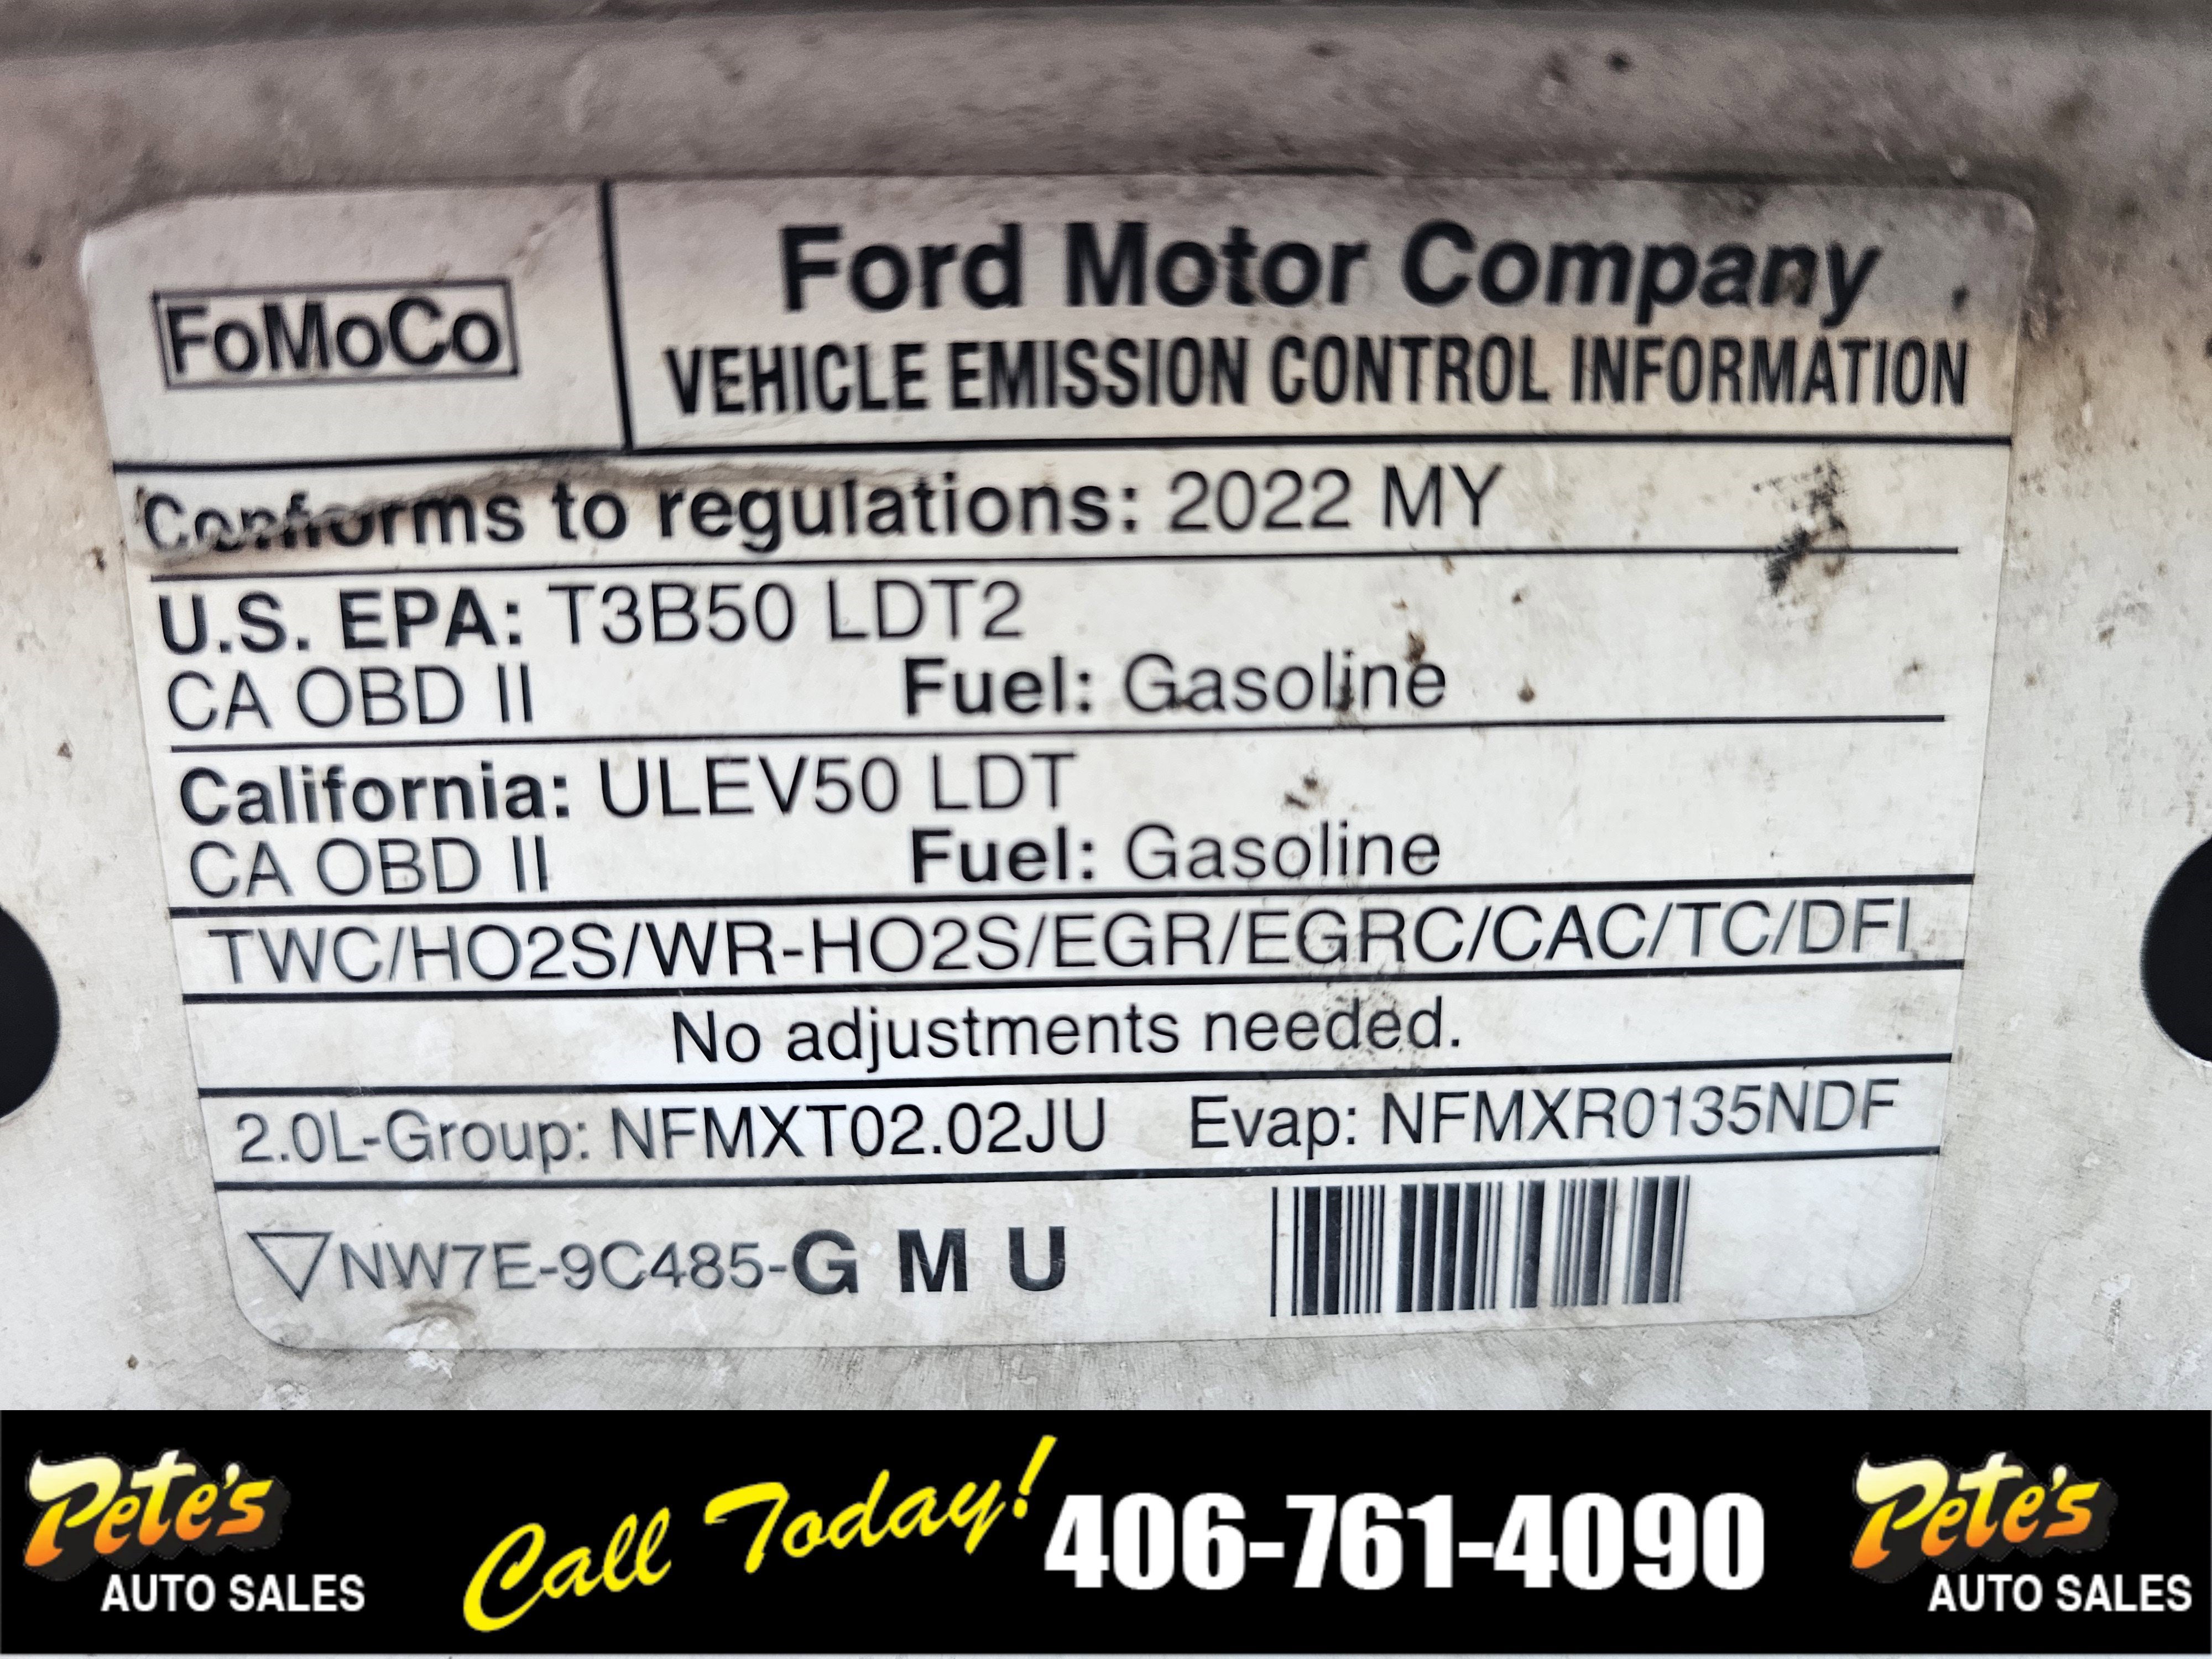 FoMoCo
Ford Motor Company
VEHICLE EMISSION CONTROL INFORMATION
Conforms to regulations: 2022 MY
U.S. EPA: T3B50 LDT2
CA OBD II Fuel: Gasoline
California: ULEV50 LDT
CA OBD II Fuel: Gasoline
TWC/HO2S/WR-HO2S/EGR/EGRC/CAC/TC/DFI
No adjustments needed.
2.0L-Group: NFMXT02.02JU Evap: NFMXR0135NDF
NW7E-9C485-G M U
Pete's
AUTO SALES
Call Today!
406-761-4090
Pete's
AUTO SALES